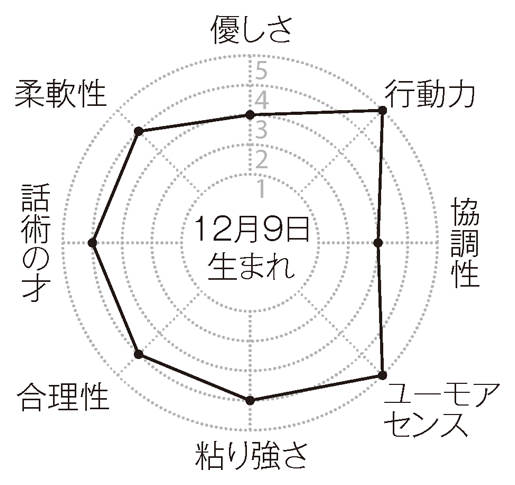 優しさ
行動力
協調性
ユーモア
センス
粘り強さ
合理性
話術の才
柔軟性
5
4
3
2
1
12月9日
生まれ